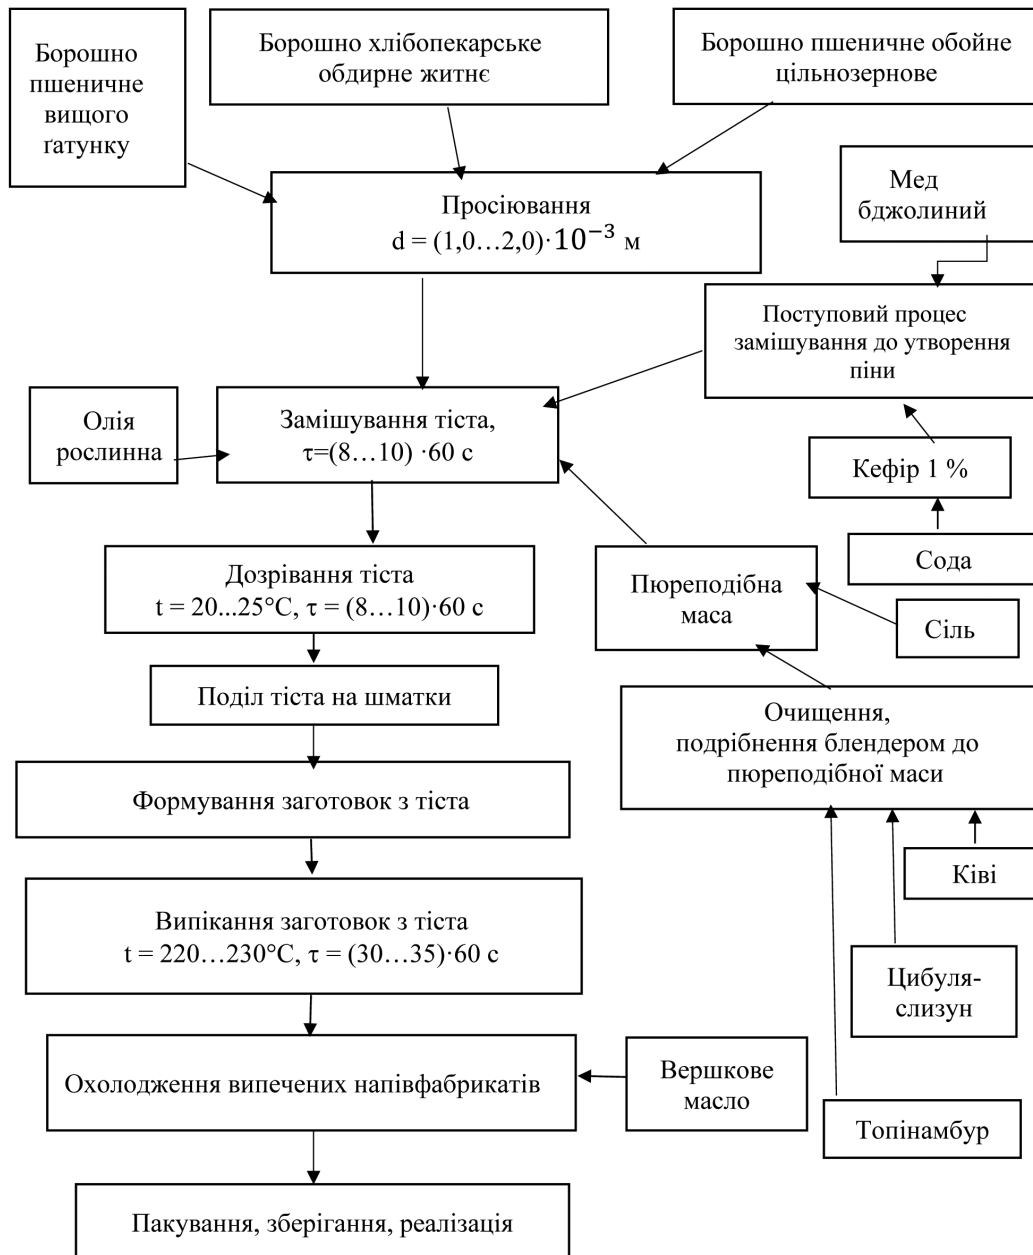 Борошно
пшеничне
вищого
ґатунку
Борошно хлібопекарське
обдирне житнє
Борошно пшеничне обойне
цільнозернове
Просіювання
d = (1,0…2,0)·10⁻³ м
Мед
бджолиний
Поступовий процес
замішування до утворення
піни
Олія
рослинна
Замішування тіста,
τ=(8…10) ·60 с
Кефір 1 %
Сода
Дозрівання тіста
t = 20...25°C, τ = (8…10)·60 с
Пюреподібна
маса
Сіль
Поділ тіста на шматки
Очищення,
подрібнення блендером до
пюреподібної маси
Формування заготовок з тіста
Ківі
Випікання заготовок з тіста
t = 220…230°C, τ = (30…35)·60 с
Цибуля-
слизун
Охолодження випечених напівфабрикатів
Вершкове
масло
Топінамбур
Пакування, зберігання, реалізація